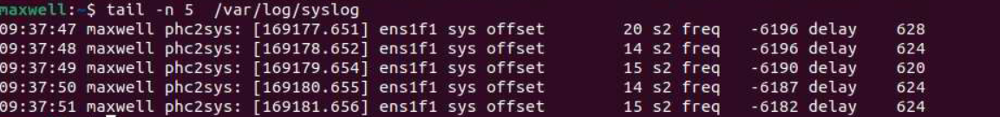 maxwell:~$ tail -n 5  /var/log/syslog
09:37:47 maxwell phc2sys: [169177.651] ens1f1 sys offset        20 s2 freq   -6196 delay    628
09:37:48 maxwell phc2sys: [169178.652] ens1f1 sys offset        14 s2 freq   -6196 delay    624
09:37:49 maxwell phc2sys: [169179.654] ens1f1 sys offset        15 s2 freq   -6190 delay    620
09:37:50 maxwell phc2sys: [169180.655] ens1f1 sys offset        14 s2 freq   -6187 delay    624
09:37:51 maxwell phc2sys: [169181.656] ens1f1 sys offset        15 s2 freq   -6182 delay    624